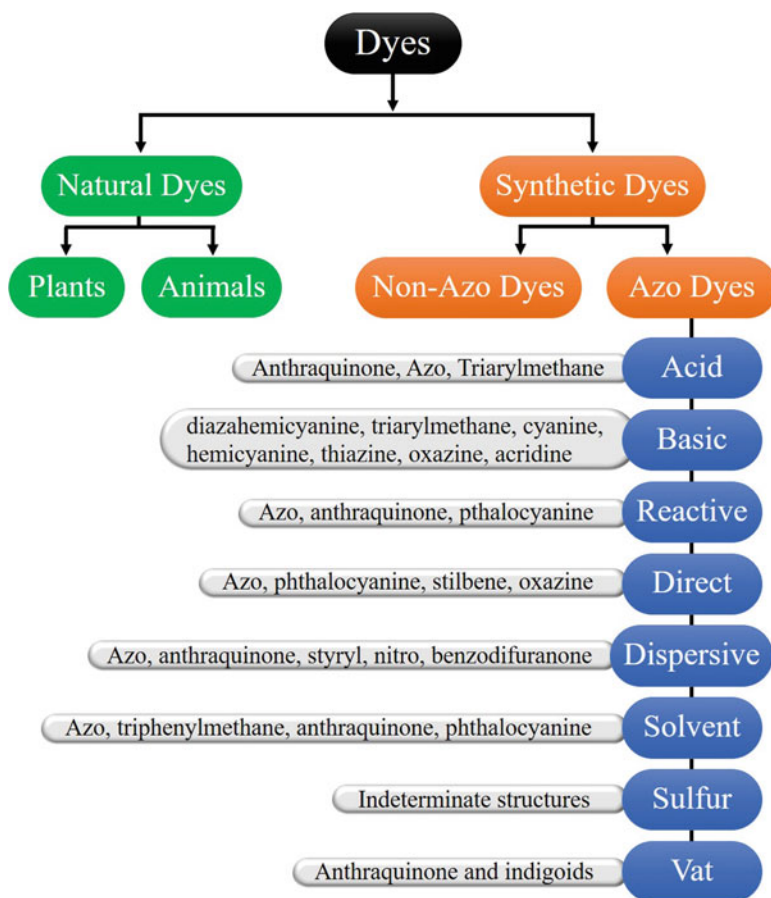 Dyes
Natural Dyes
Synthetic Dyes
Plants
Animals
Non-Azo Dyes
Azo Dyes
Anthraquinone, Azo, Triarylmethane
Acid
diazahemicyanine, triarylmethane, cyanine,
hemicyanine, thiazine, oxazine, acridine
Basic
Azo, anthraquinone, pthalocyanine
Reactive
Azo, phthalocyanine, stilbene, oxazine
Direct
Azo, anthraquinone, styryl, nitro, benzodifuranone
Dispersive
Azo, triphenylmethane, anthraquinone, phthalocyanine
Solvent
Indeterminate structures
Sulfur
Anthraquinone and indigoids
Vat